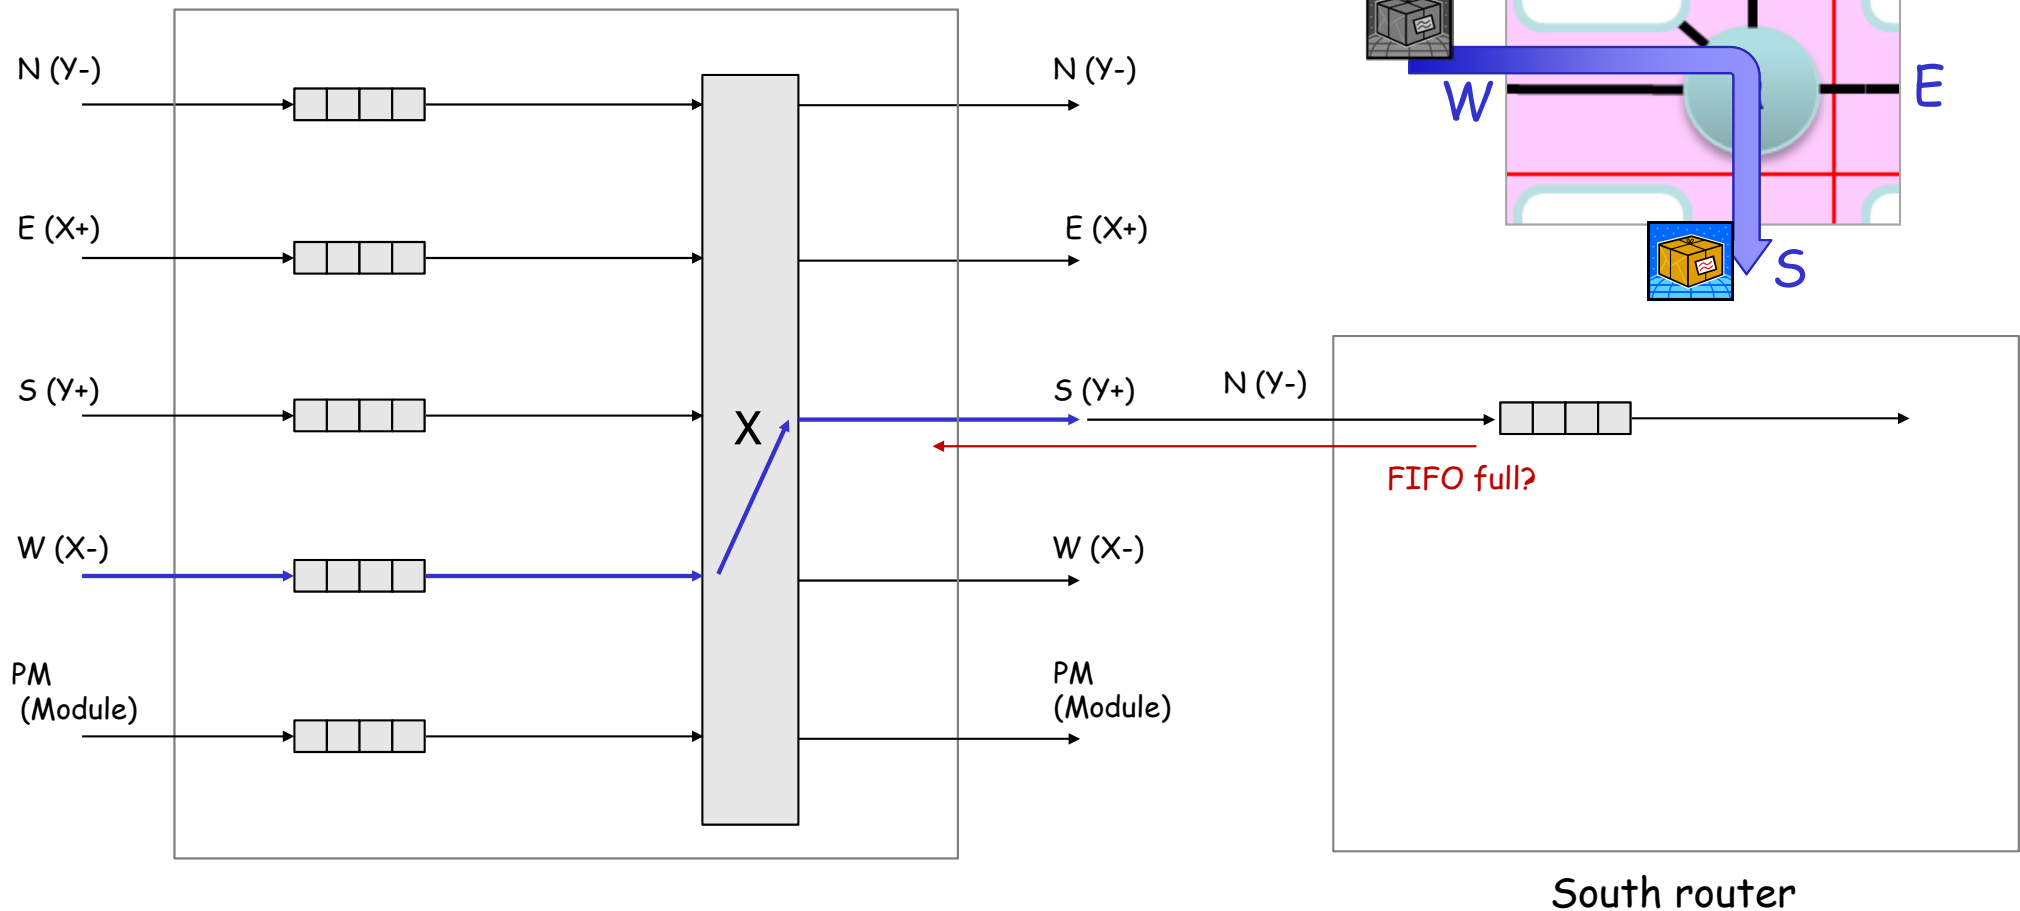 N (Y-)
E (X+)
S (Y+)
W (X-)
PM
(Module)
X
N (Y-)
E (X+)
S (Y+)
W (X-)
PM
(Module)
W
E
S
N (Y-)
FIFO full?
South router